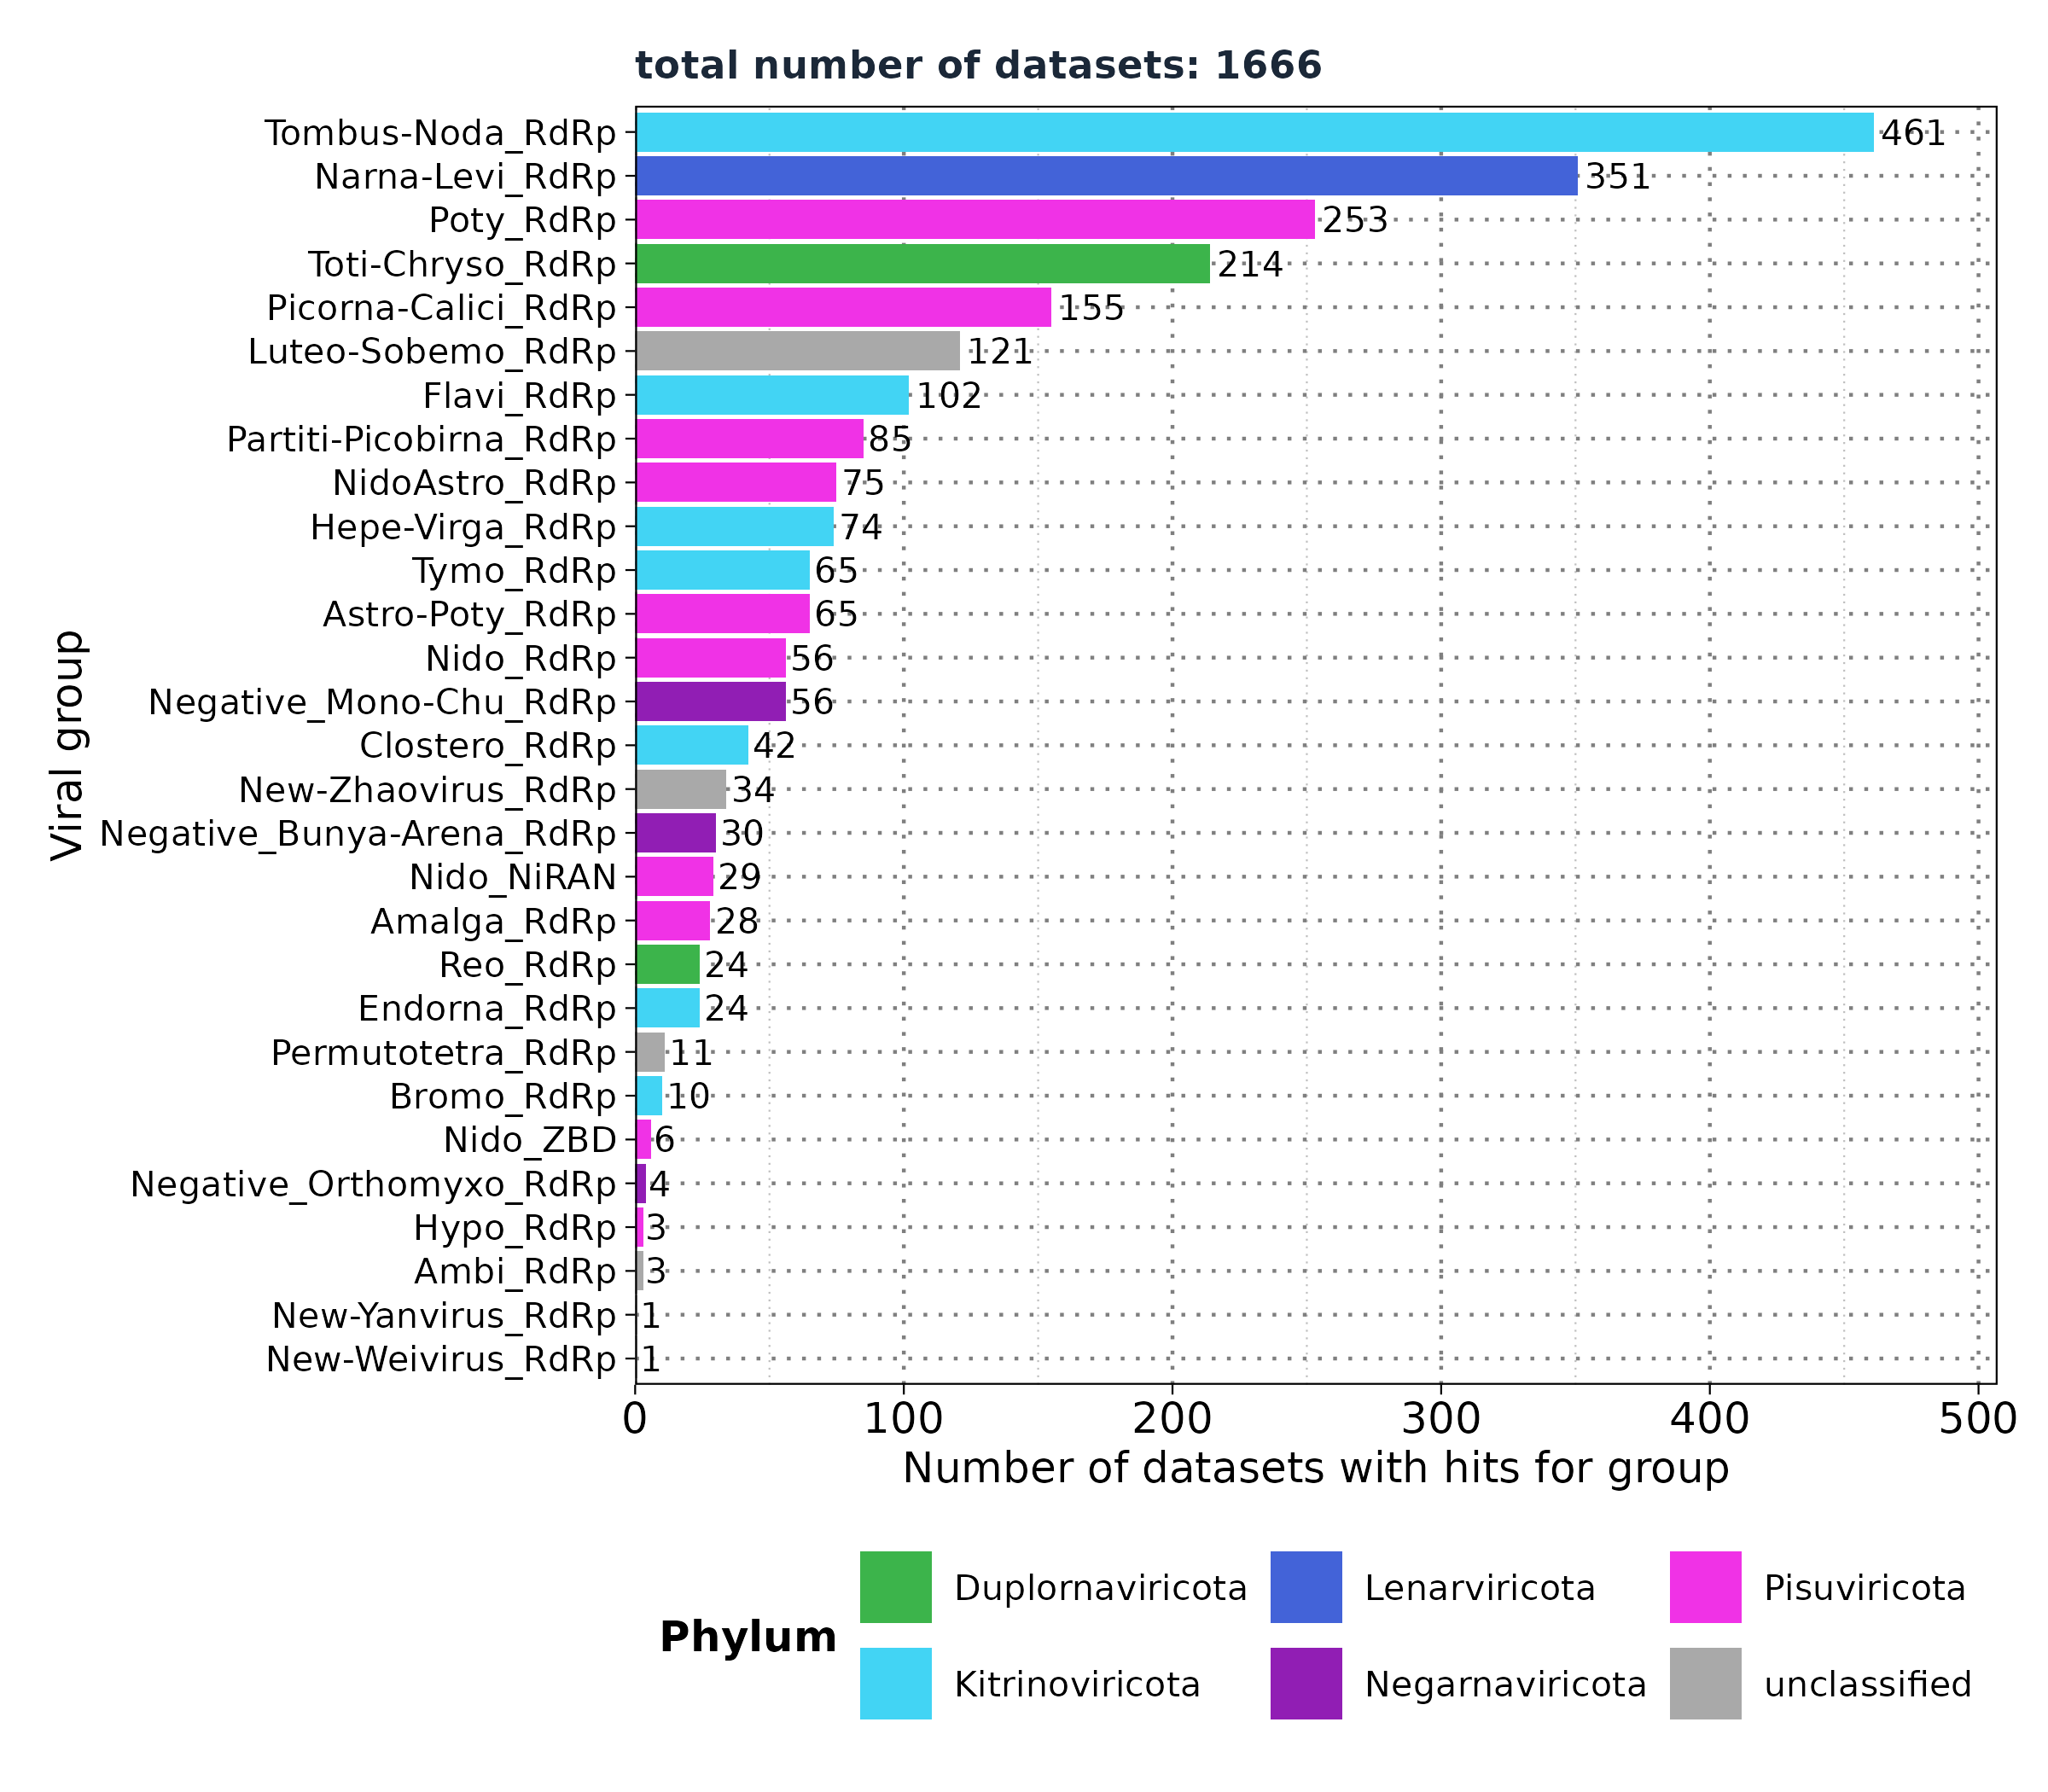 total number of datasets: 1666
Viral group
Tombus-Noda_RdRp 461
Narna-Levi_RdRp 351
Poty_RdRp 253
Toti-Chryso_RdRp 214
Picorna-Calici_RdRp 155
Luteo-Sobemo_RdRp 121
Flavi_RdRp 102
Partiti-Picobirna_RdRp 85
NidoAstro_RdRp 75
Hepe-Virga_RdRp 74
Tymo_RdRp 65
Astro-Poty_RdRp 65
Nido_RdRp 56
Negative_Mono-Chu_RdRp 56
Clostero_RdRp 42
New-Zhaovirus_RdRp 34
Negative_Bunya-Arena_RdRp 30
Nido_NiRAN 29
Amalga_RdRp 28
Reo_RdRp 24
Endorna_RdRp 24
Permutotetra_RdRp 11
Bromo_RdRp 10
Nido_ZBD 6
Negative_Orthomyxo_RdRp 4
Hypo_RdRp 3
Ambi_RdRp 3
New-Yanvirus_RdRp 1
New-Weivirus_RdRp 1
0 100 200 300 400 500
Number of datasets with hits for group
Phylum
Duplornaviricota Lenarviricota Pisuviricota
Kitrinoviricota Negarnaviricota unclassified